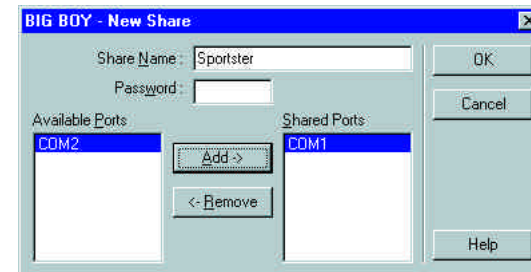 BIG BOY - New Share
Share Name: Sportster
OK
Password:
Cancel
Available Ports
Shared Ports
COM2
COM1
Add ->
<- Remove
Help